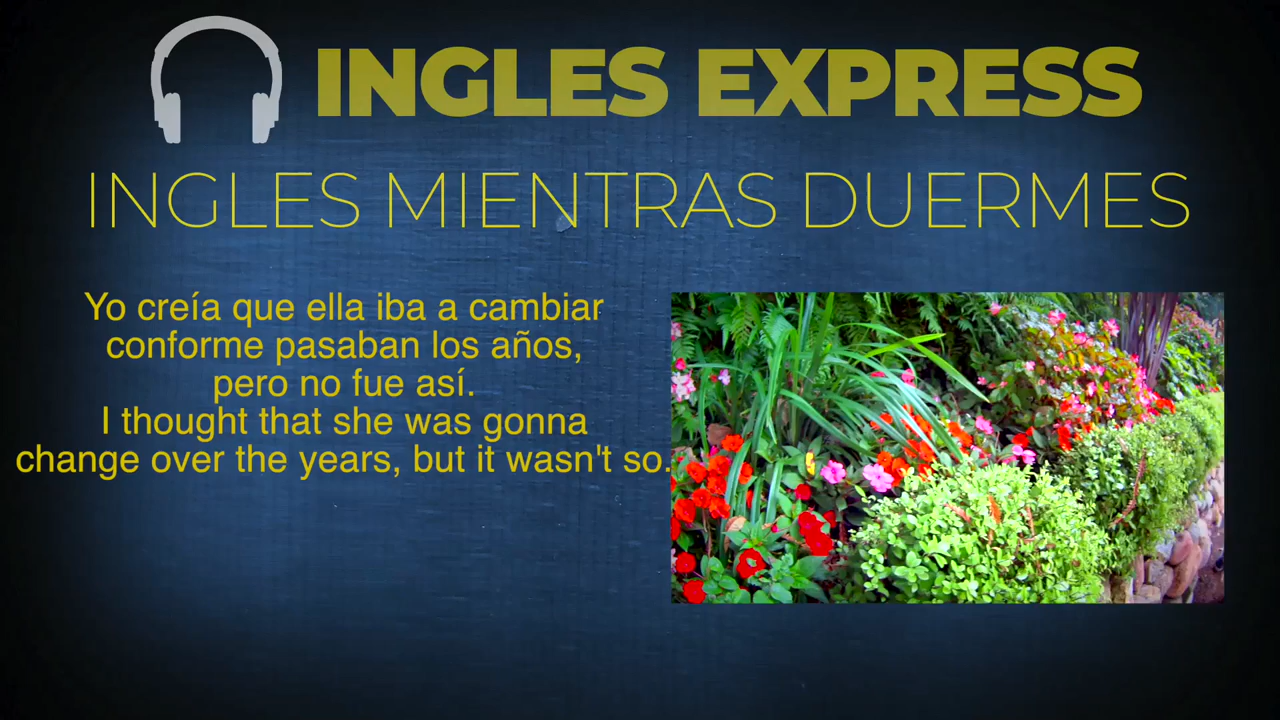 INGLES EXPRESS
INGLES MIENTRAS DUERMES
Yo creía que ella iba a cambiar
conforme pasaban los años,
pero no fue así.
I thought that she was gonna
change over the years, but it wasn't so.